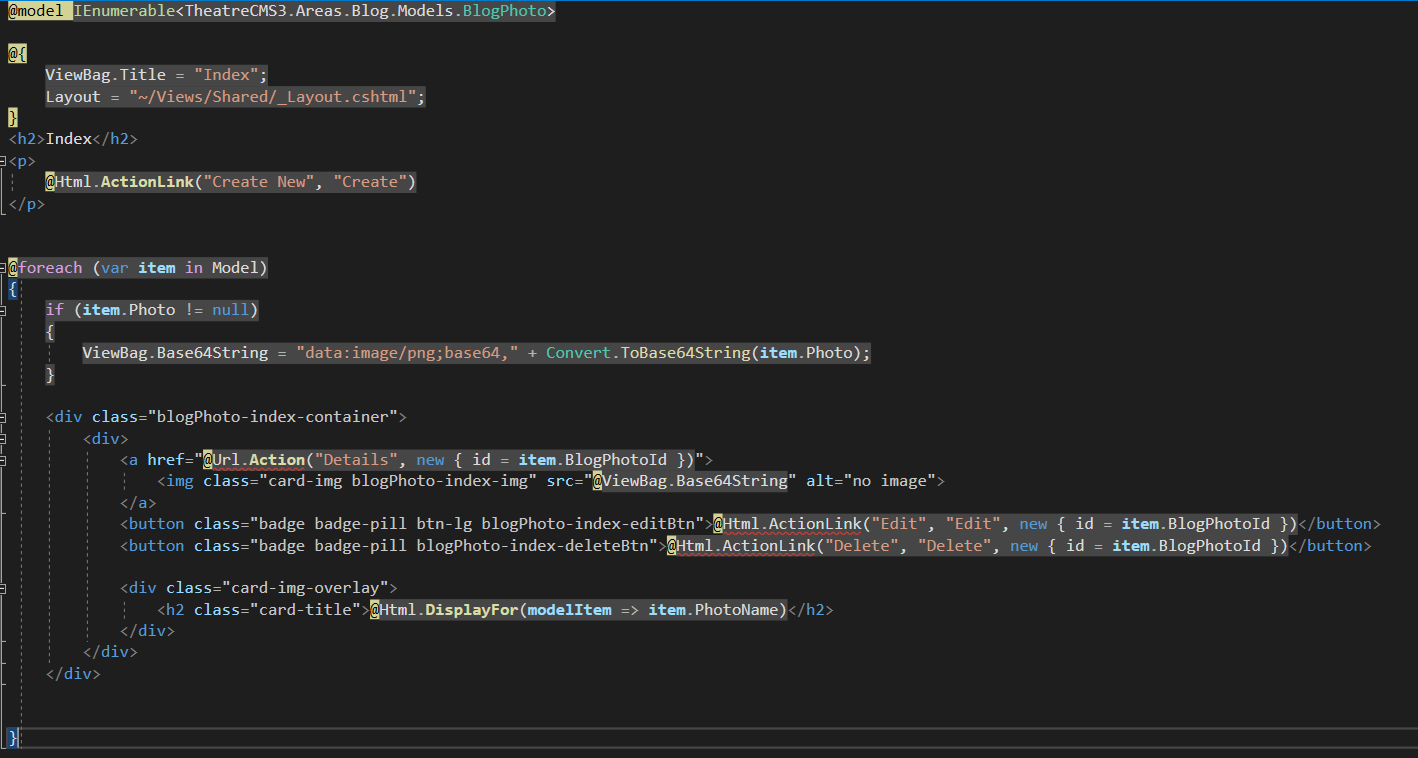 @model IEnumerable<TheatreCMS3.Areas.Blog.Models.BlogPhoto>
@{
    ViewBag.Title = "Index";
    Layout = "~/Views/Shared/_Layout.cshtml";
}
<h2>Index</h2>
<p>
    @Html.ActionLink("Create New", "Create")
</p>
@foreach (var item in Model)
{
    if (item.Photo != null)
    {
        ViewBag.Base64String = "data:image/png;base64," + Convert.ToBase64String(item.Photo);
    }
    <div class="blogPhoto-index-container">
        <div>
            <a href="@Url.Action("Details", new { id = item.BlogPhotoId })">
                <img class="card-img blogPhoto-index-img" src="@ViewBag.Base64String" alt="no image">
            </a>
            <button class="badge badge-pill btn-lg blogPhoto-index-editBtn">@Html.ActionLink("Edit", "Edit", new { id = item.BlogPhotoId })</button>
            <button class="badge badge-pill blogPhoto-index-deleteBtn">@Html.ActionLink("Delete", "Delete", new { id = item.BlogPhotoId })</button>
            <div class="card-img-overlay">
                <h2 class="card-title">@Html.DisplayFor(modelItem => item.PhotoName)</h2>
            </div>
        </div>
    </div>
}